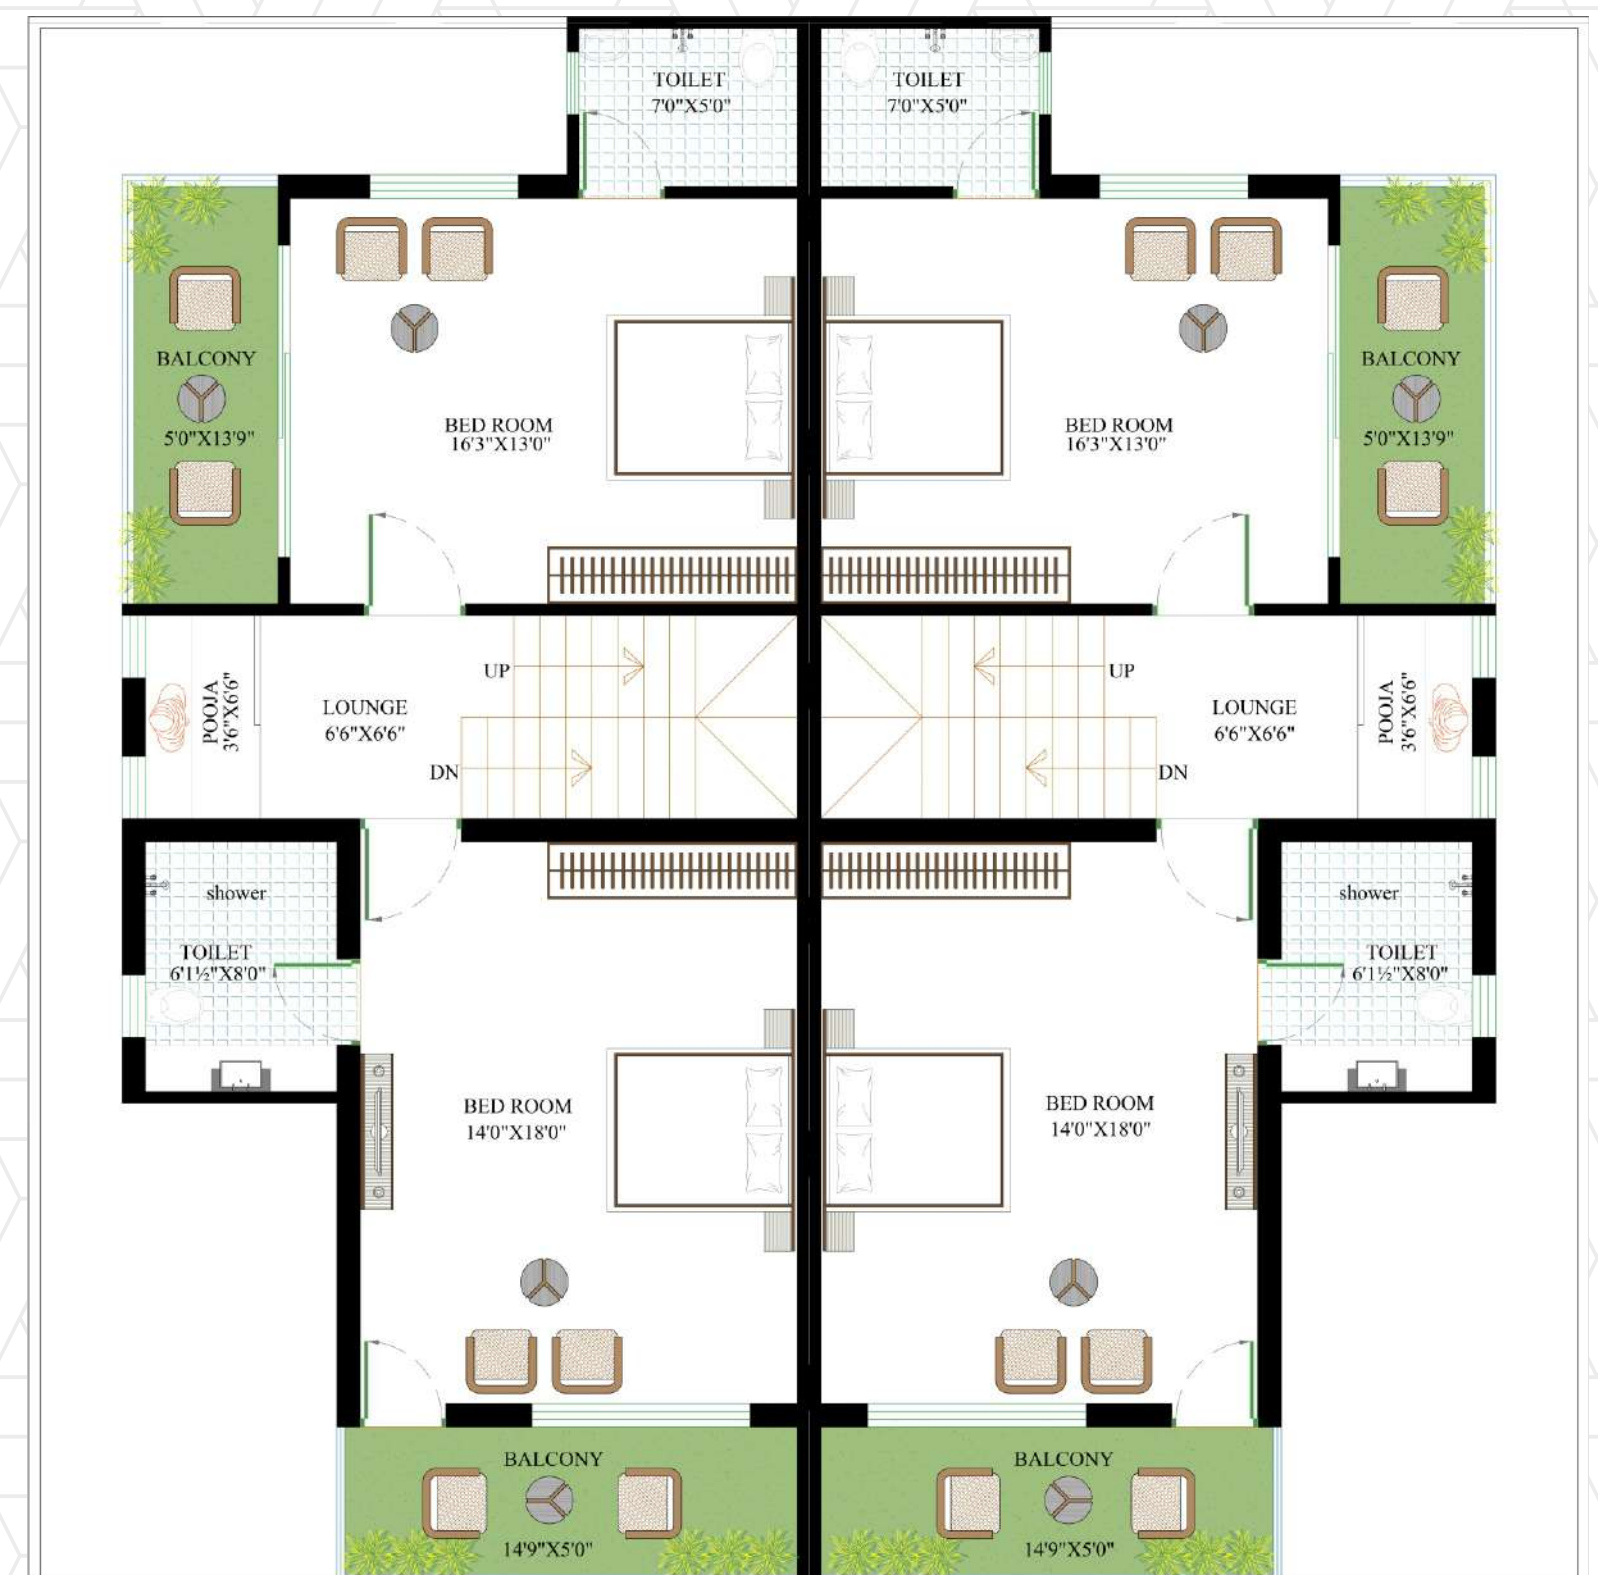 TOILET
7'0"X5'0"
TOILET
7'0"X5'0"
BALCONY
5'0"X13'9"
BED ROOM
16'3"X13'0"
BED ROOM
16'3"X13'0"
BALCONY
5'0"X13'9"
POOJA
3'6"X6'6"
LOUNGE
6'6"X6'6"
UP
DN
UP
DN
LOUNGE
6'6"X6'6"
POOJA
3'6"X6'6"
shower
TOILET
6'1½"X8'0"
shower
TOILET
6'1½"X8'0"
BED ROOM
14'0"X18'0"
BED ROOM
14'0"X18'0"
BALCONY
14'9"X5'0"
BALCONY
14'9"X5'0"